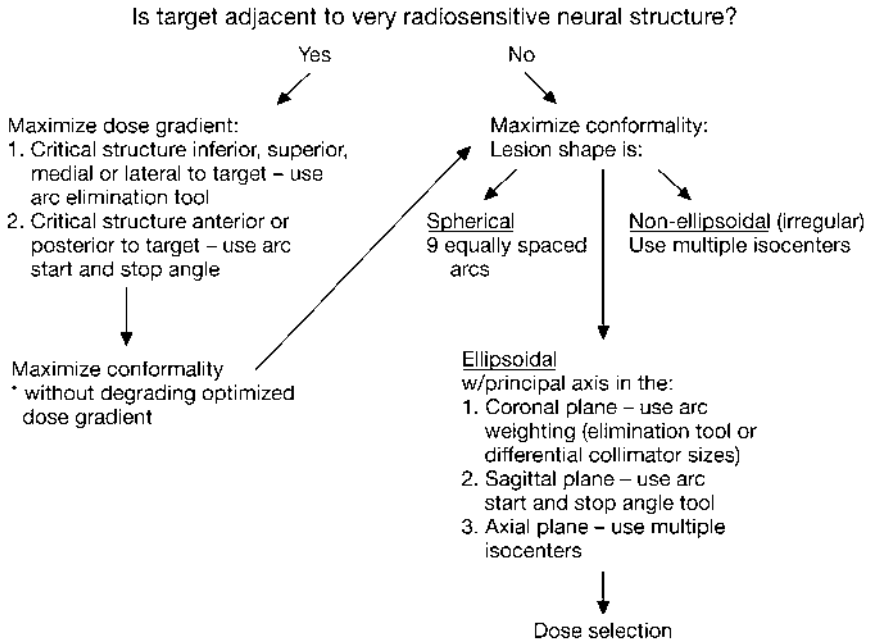 Is target adjacent to very radiosensitive neural structure?
Yes
No
Maximize dose gradient:
1. Critical structure inferior, superior,
medial or lateral to target – use
arc elimination tool
2. Critical structure anterior or
posterior to target – use arc
start and stop angle
Maximize conformality
* without degrading optimized
dose gradient
Maximize conformality:
Lesion shape is:
Spherical
9 equally spaced
arcs
Non-ellipsoidal (irregular)
Use multiple isocenters
Ellipsoidal
w/principal axis in the:
1. Coronal plane – use arc
weighting (elimination tool or
differential collimator sizes)
2. Sagittal plane – use arc
start and stop angle tool
3. Axial plane – use multiple
isocenters
Dose selection